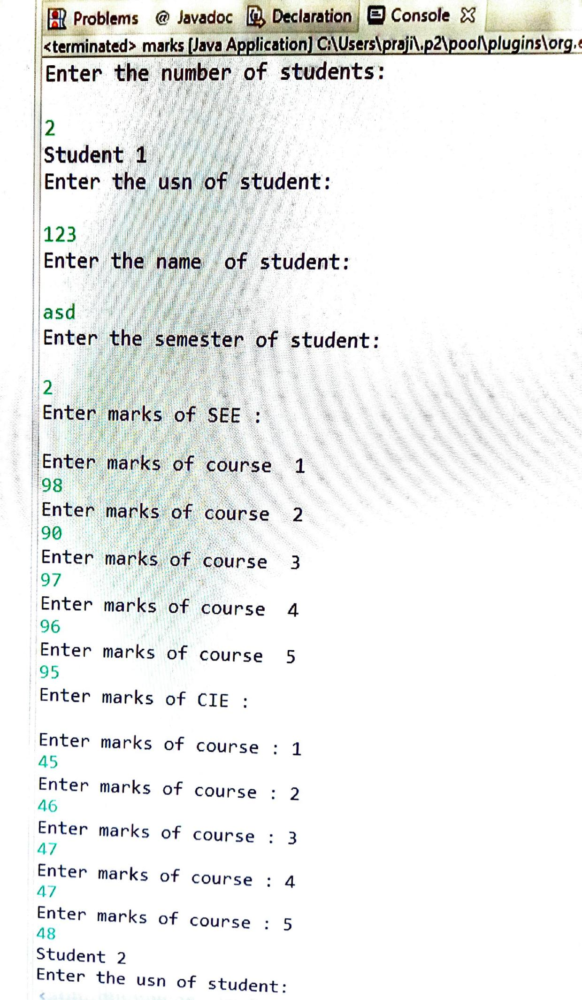 Problems @ Javadoc Declaration Console
<terminated> marks [Java Application] C:\Users\praji\.p2\pool\plugins\org.e
Enter the number of students:
2
Student 1
Enter the usn of student:
123
Enter the name  of student:
asd
Enter the semester of student:
2
Enter marks of SEE :
Enter marks of course  1
98
Enter marks of course  2
90
Enter marks of course  3
97
Enter marks of course  4
96
Enter marks of course  5
95
Enter marks of CIE :
Enter marks of course : 1
45
Enter marks of course : 2
46
Enter marks of course : 3
47
Enter marks of course : 4
47
Enter marks of course : 5
48
Student 2
Enter the usn of student: